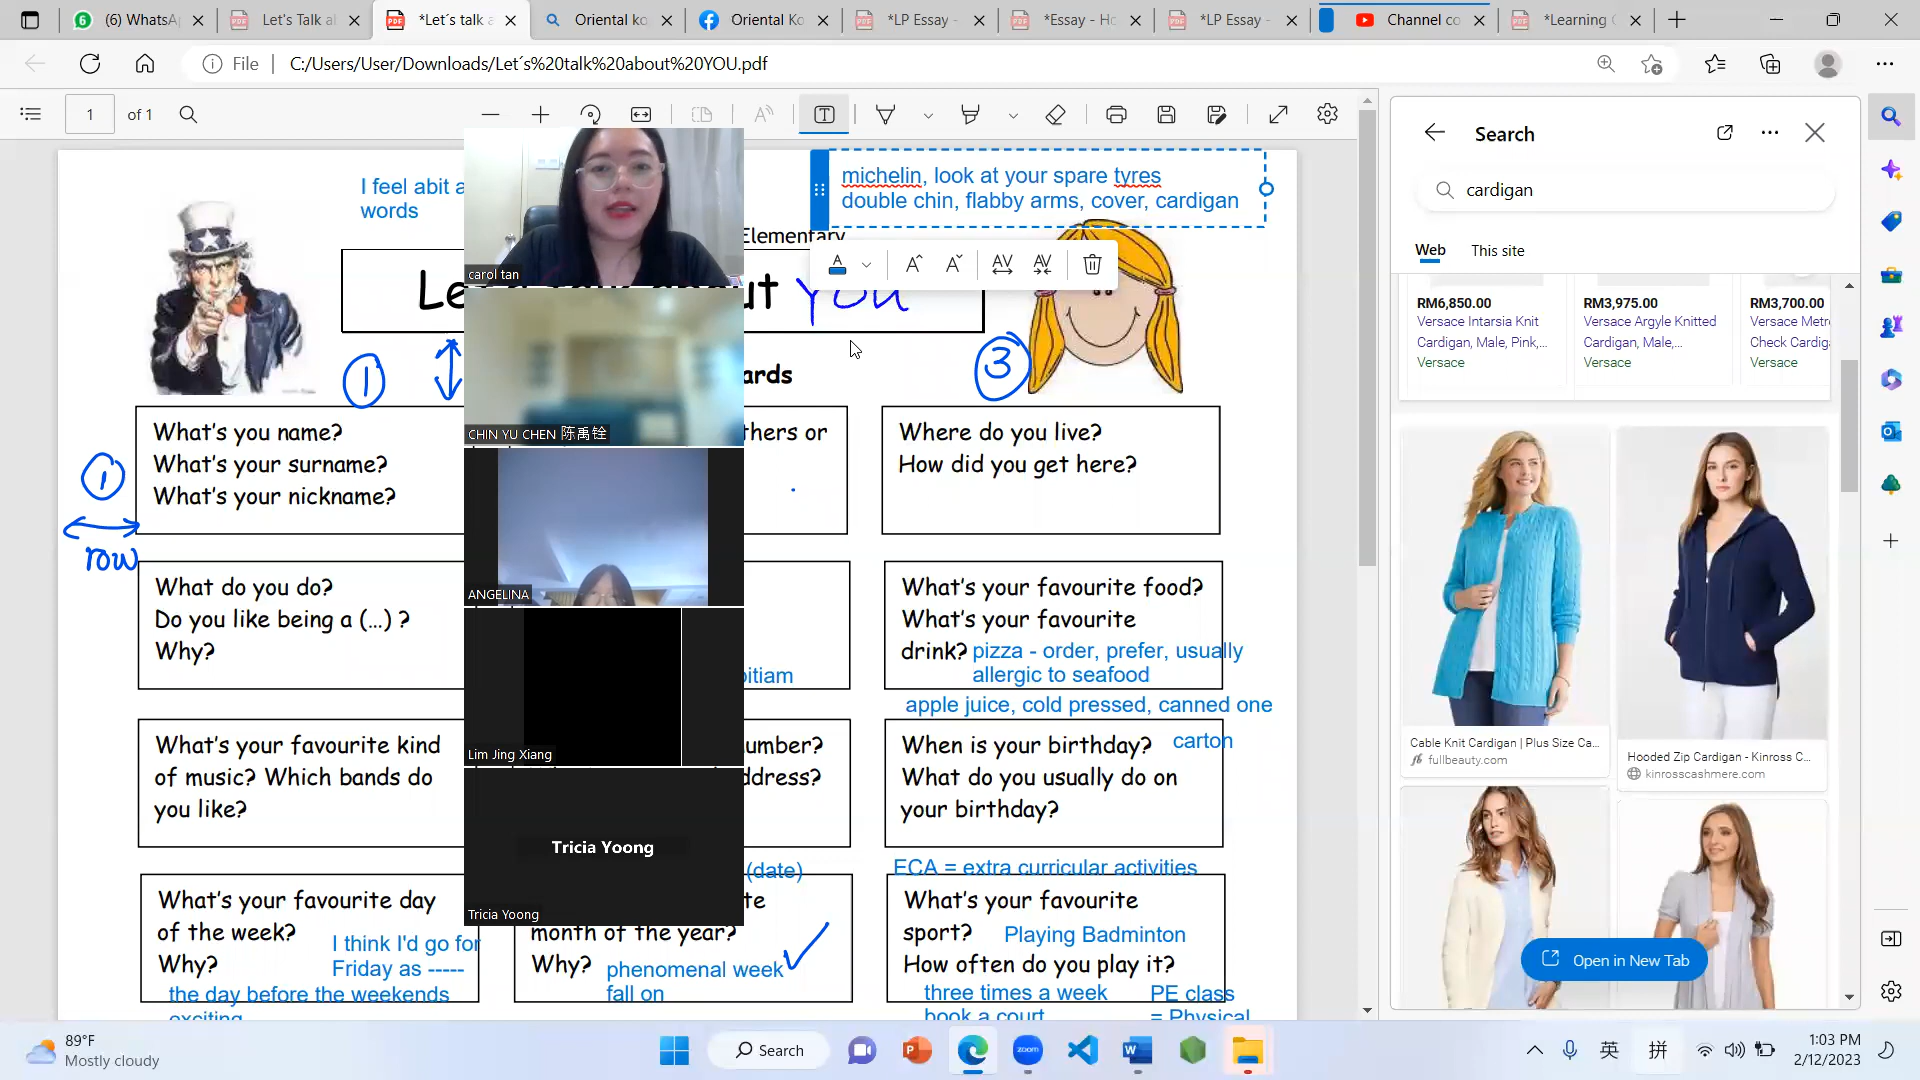 (6) WhatsA
Let's Talk a
*Let´s talk a
Oriental ko
Oriental Ko
*LP Essay -
*Essay - Ho
*LP Essay -
Channel co
*Learning
File
C:/Users/User/Downloads/Let´s%20talk%20about%20YOU.pdf
1
of 1
I feel abit a
words
michelin, look at your spare tyres
double chin, flabby arms, cover, cardigan
Elementary
You
carol tan
ards
①
③
What's you name?
What's your surname?
What's your nickname?
thers or
Where do you live?
How did you get here?
①
row
CHIN YU CHEN 陈禹铨
What do you do?
Do you like being a (…) ?
Why?
ANGELINA
oitiam
What's your favourite food?
What's your favourite
drink?
pizza - order, prefer, usually
allergic to seafood
apple juice, cold pressed, canned one
What's your favourite kind
of music? Which bands do
you like?
Lim Jing Xiang
umber?
ddress?
When is your birthday?
carton
What do you usually do on
your birthday?
Tricia Yoong
Tricia Yoong
(date)
ECA = extra curricular activities
What's your favourite day
of the week?
Why?
I think I'd go for
Friday as -----
the day before the weekends
exciting
te
month of the year?
Why?
phenomenal week
fall on
What's your favourite
sport?
Playing Badminton
How often do you play it?
three times a week
book a court
PE class
= Physical
Search
cardigan
Web
This site
RM6,850.00
Versace Intarsia Knit
Cardigan, Male, Pink,...
Versace
RM3,975.00
Versace Argyle Knitted
Cardigan, Male,...
Versace
RM3,700.00
Versace Metr
Check Cardig
Versace
Cable Knit Cardigan | Plus Size Ca...
fullbeauty.com
Hooded Zip Cardigan - Kinross C...
kinrosscashmere.com
Open in New Tab
89°F
Mostly cloudy
Search
zoom
英
拼
1:03 PM
2/12/2023